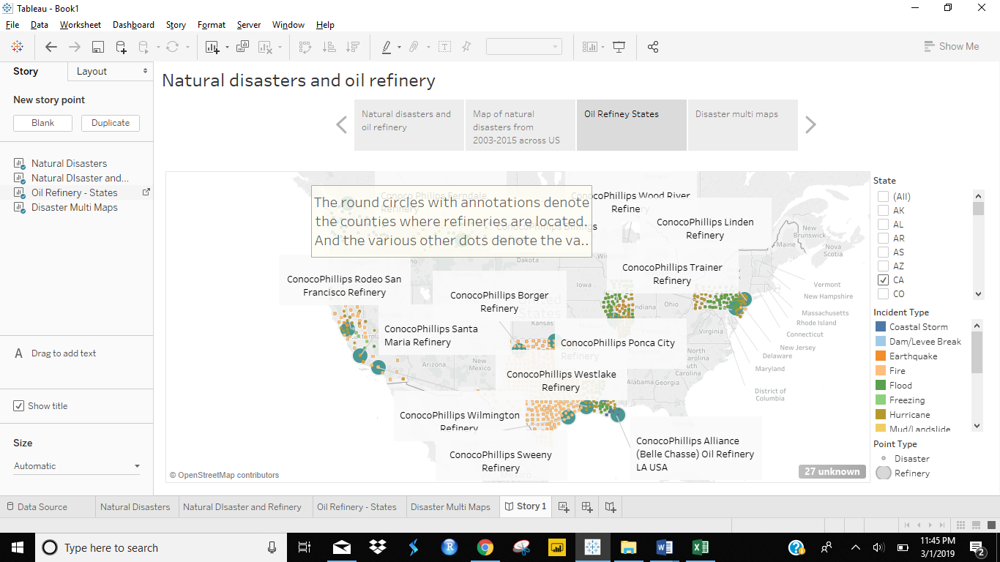 Tableau - Book1
File Data Worksheet Dashboard Story Format Server Window Help
Show Me
Story
Layout
New story point
Blank
Duplicate
Natural Disasters
Natural DIsaster and...
Oil Refinery - States
Disaster Multi Maps
A Drag to add text
Show title
Size
Automatic
Natural disasters and oil refinery
Natural disasters and
oil refinery
Map of natural
disasters from
2003-2015 across US
Oil Refiney States
Disaster multi maps
Conoco Philips Ferndale
Refinery
The round circles with annotations denote
the counties where refineries are located.
And the various other dots denote the va..
ConocoPhillips Wood River
Refine
ConocoPhillips Linden
Refinery
ConocoPhillips Trainer
Refinery
ConocoPhillips Rodeo San
Francisco Refinery
ConocoPhillips Borger
Refinery
ConocoPhillips Santa
Maria Refinery
ConocoPhillips Ponca City
Refinery
ConocoPhillips Westlake
Refinery
ConocoPhillips Wilmington
Refinery
ConocoPhillips Sweeny
Refinery
ConocoPhillips Alliance
(Belle Chasse) Oil Refinery
LA USA
Dakota
Iowa
United
States
Kansas
Ohio
Virginia
North
Carolina
South
Carolina
Arizona
New
Mexico
Alabama
Georgia
Mexico
New
Brunswick
Maine
Nova
Scotia
Vermont
New Hampshire
Massachusetts
Rhode Island
Connecticut
New Jersey
Delaware
Maryland
District of
Columbia
© OpenStreetMap contributors
27 unknown
State
(All)
AK
AL
AR
AS
AZ
CA
CO
Incident Type
Coastal Storm
Dam/Levee Break
Earthquake
Fire
Flood
Freezing
Hurricane
Mud/Landslide
Point Type
Disaster
Refinery
Data Source
Natural Disasters
Natural DIsaster and Refinery
Oil Refinery - States
Disaster Multi Maps
Story 1
Type here to search
11:45 PM
3/1/2019
2